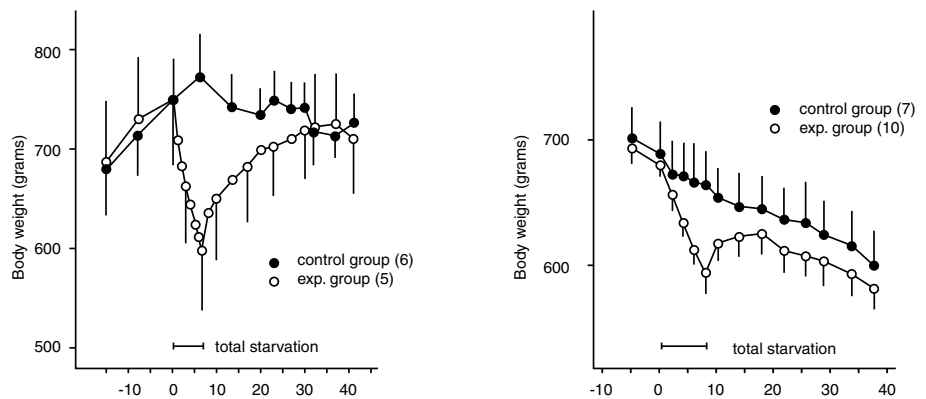 Body weight (grams)
800
700
600
500
control group (6)
exp. group (5)
total starvation
-10 0 10 20 30 40
Body weight (grams)
700
600
control group (7)
exp. group (10)
total starvation
-10 0 10 20 30 40